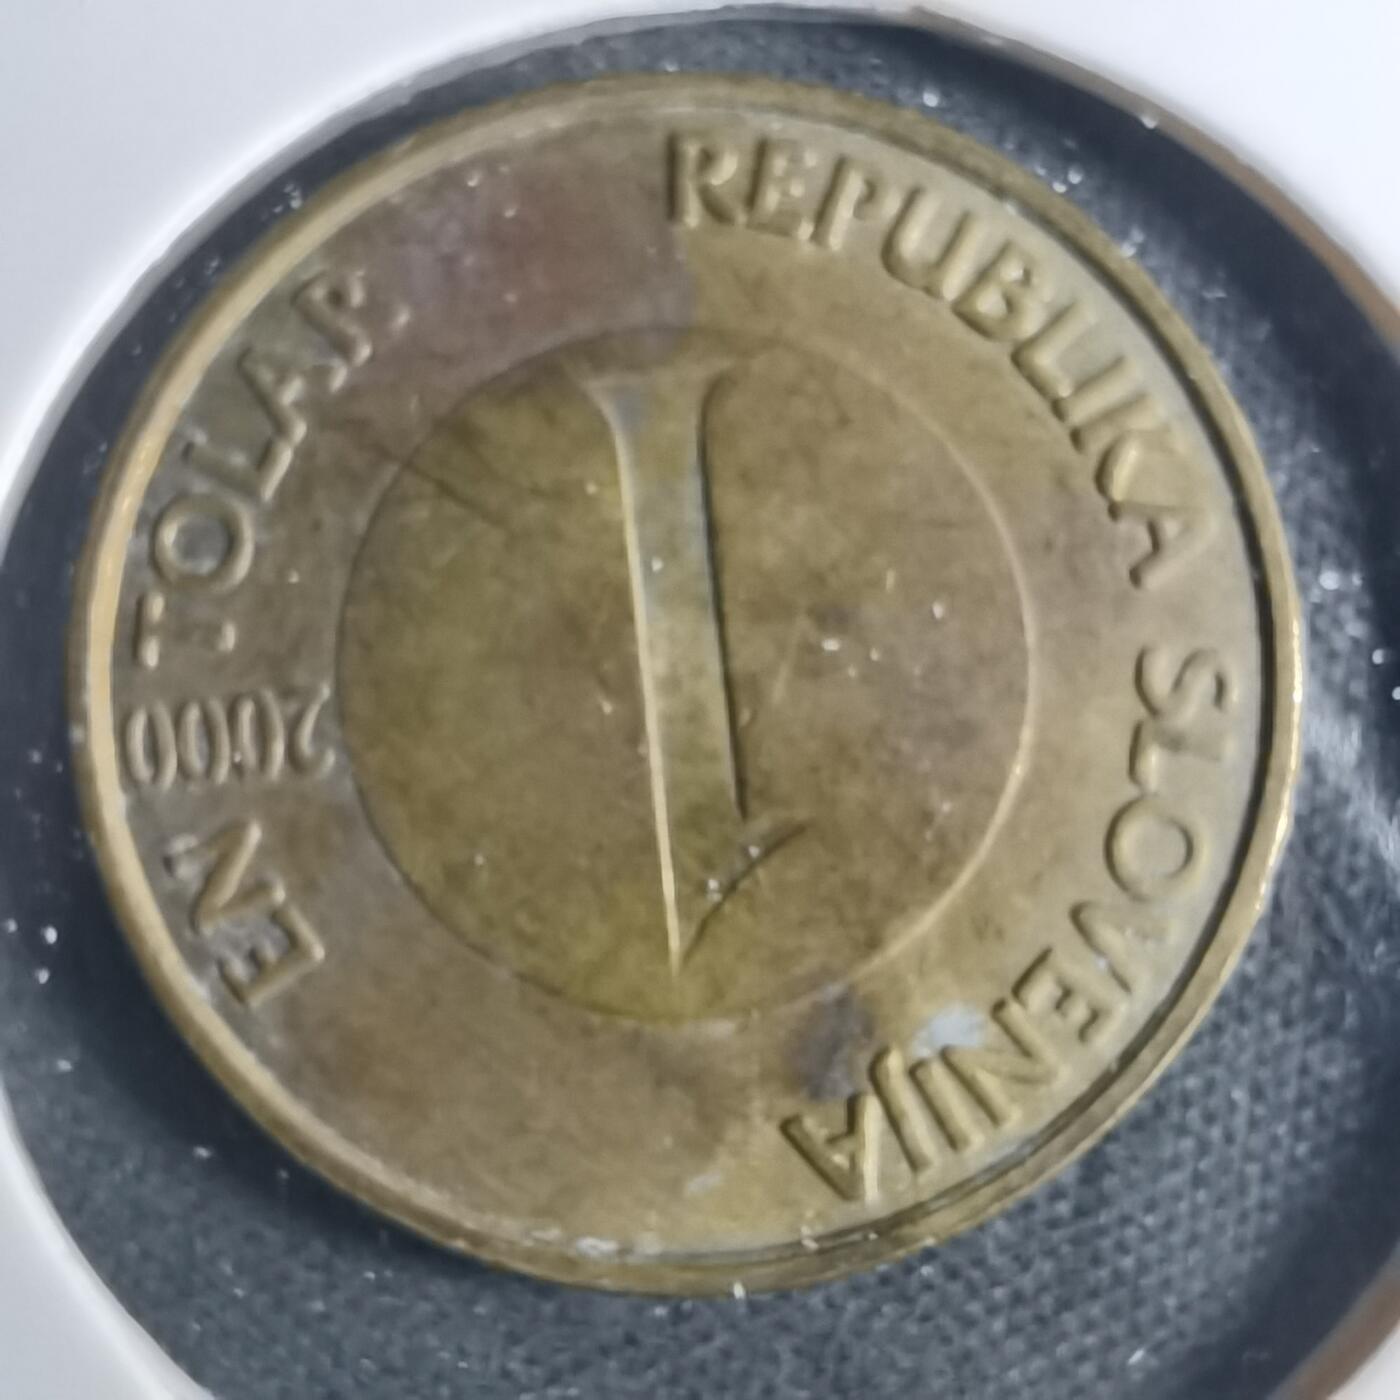 REPUBLIKA SLOVENIJA
1
EN TOLAR
2000